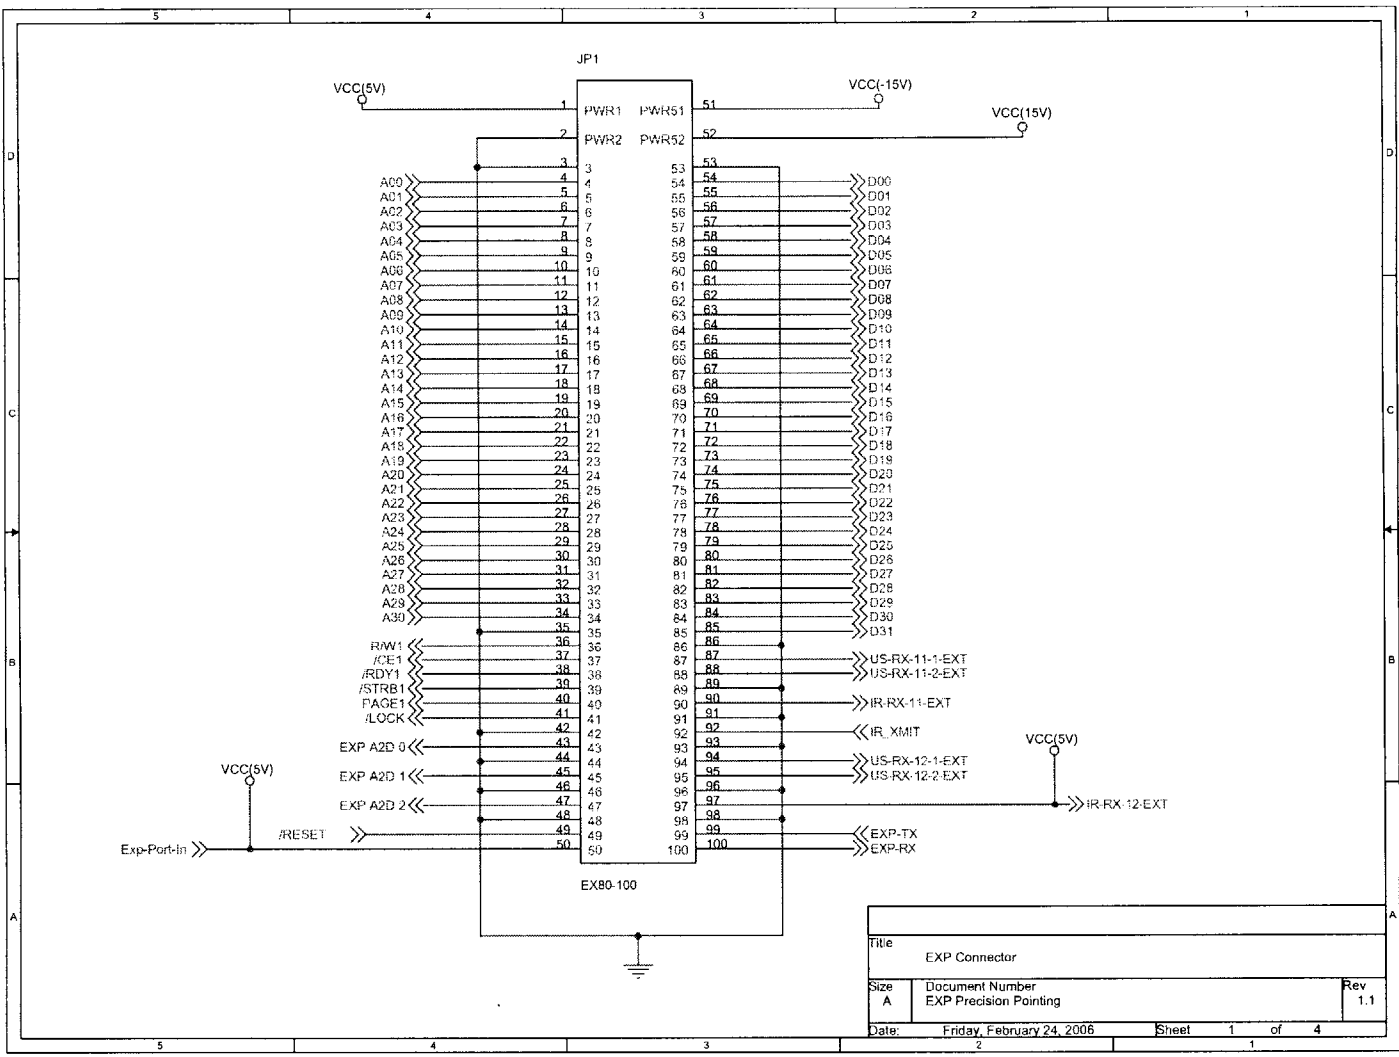 5 4 3 2 1
JP1
VCC(5V) VCC(-15V)
VCC(15V)
1 PWR1 PWR51 51
2 PWR2 PWR52 52
D D
3 3 53 53
A00 4 4 54 54 D00
A01 5 5 55 55 D01
A02 6 6 56 56 D02
A03 7 7 57 57 D03
A04 8 8 58 58 D04
A05 9 9 59 59 D05
A06 10 10 60 60 D06
A07 11 11 61 61 D07
A08 12 12 62 62 D08
A09 13 13 63 63 D09
A10 14 14 64 64 D10
A11 15 15 65 65 D11
A12 16 16 66 66 D12
A13 17 17 67 67 D13
A14 18 18 68 68 D14
A15 19 19 69 69 D15
C C
A16 20 20 70 70 D16
A17 21 21 71 71 D17
A18 22 22 72 72 D18
A19 23 23 73 73 D19
A20 24 24 74 74 D20
A21 25 25 75 75 D21
A22 26 26 76 76 D22
A23 27 27 77 77 D23
A24 28 28 78 78 D24
A25 29 29 79 79 D25
A26 30 30 80 80 D26
A27 31 31 81 81 D27
A28 32 32 82 82 D28
A29 33 33 83 83 D29
A30 34 34 84 84 D30
35 35 85 85 D31
R/W1 36 36 86 86
/CE1 37 37 87 87 US-RX-11-1-EXT
B B
/RDY1 38 38 88 88 US-RX-11-2-EXT
/STRB1 39 39 89 89
PAGE1 40 40 90 90 IR-RX-11-EXT
/LOCK 41 41 91 91
42 42 92 92 IR_XMIT
EXP A2D 0 43 43 93 93
VCC(5V)
44 44 94 94 US-RX-12-1-EXT
VCC(5V)
EXP A2D 1 45 45 95 95 US-RX-12-2-EXT
46 46 96 96
EXP A2D 2 47 47 97 97 IR-RX-12-EXT
48 48 98 98
/RESET 49 49 99 99 EXP-TX
Exp-Port-In 50 50 100 100 EXP-RX
EX80-100
A A
Title
EXP Connector
Size Document Number Rev
A EXP Precision Pointing 1.1
Date: Friday, February 24, 2006 Sheet 1 of 4
5 4 3 2 1